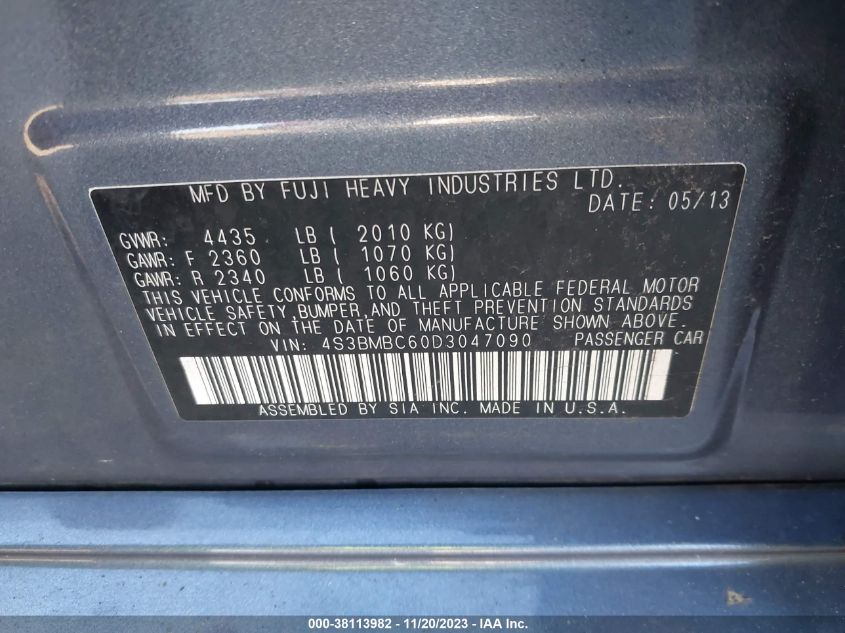 MFD BY FUJI HEAVY INDUSTRIES LTD.
DATE: 05/13
GVWR: 4435 LB ( 2010 KG)
GAWR: F 2360 LB ( 1070 KG)
GAWR: R 2340 LB ( 1060 KG)
THIS VEHICLE CONFORMS TO ALL APPLICABLE FEDERAL MOTOR
VEHICLE SAFETY, BUMPER, AND THEFT PREVENTION STANDARDS
IN EFFECT ON THE DATE OF MANUFACTURE SHOWN ABOVE.
VIN: 4S3BMBC60D3047090 PASSENGER CAR
ASSEMBLED BY SIA INC. MADE IN U.S.A.
000-38113982 - 11/20/2023 - © IAA, Inc.